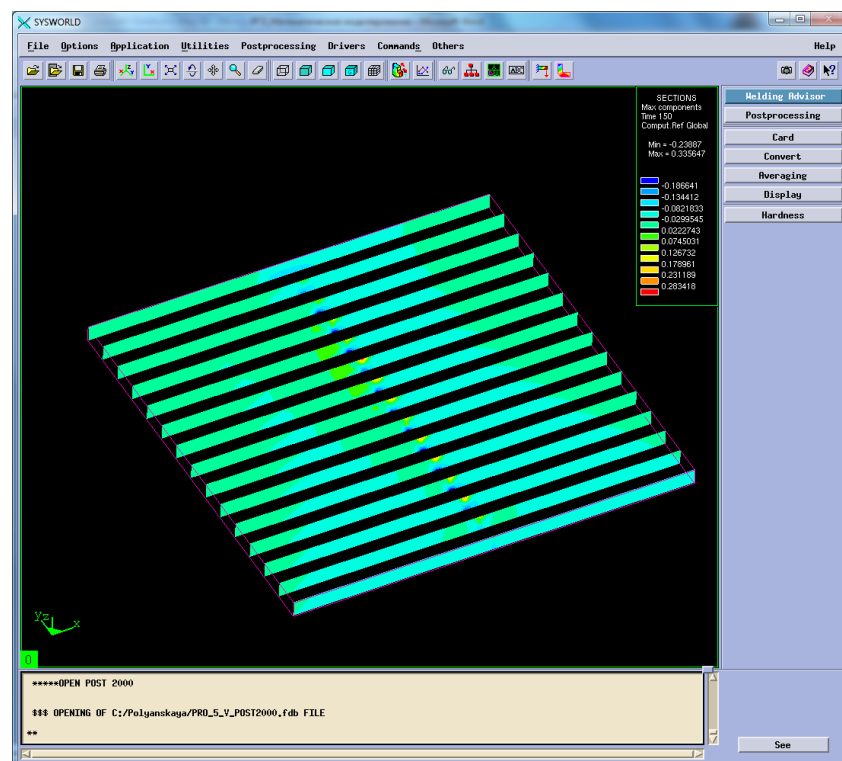 SYSWORLD
File Options Application Utilities Postprocessing Drivers Commands Others Help
ABC
SECTIONS
Max components
Time 150
Comput.Ref Global
Min = -0.23887
Max = 0.335647
-0.186641
-0.134412
-0.0821833
-0.0299545
0.0222743
0.0745031
0.126732
0.178961
0.231189
0.283418
Welding Advisor
Postprocessing
Card
Convert
Averaging
Display
Hardness
Yz x
0
*****OPEN POST 2000
$$$ OPENING OF C:/Polyanskaya/PRO_5_V_POST2000.fdb FILE
**
See